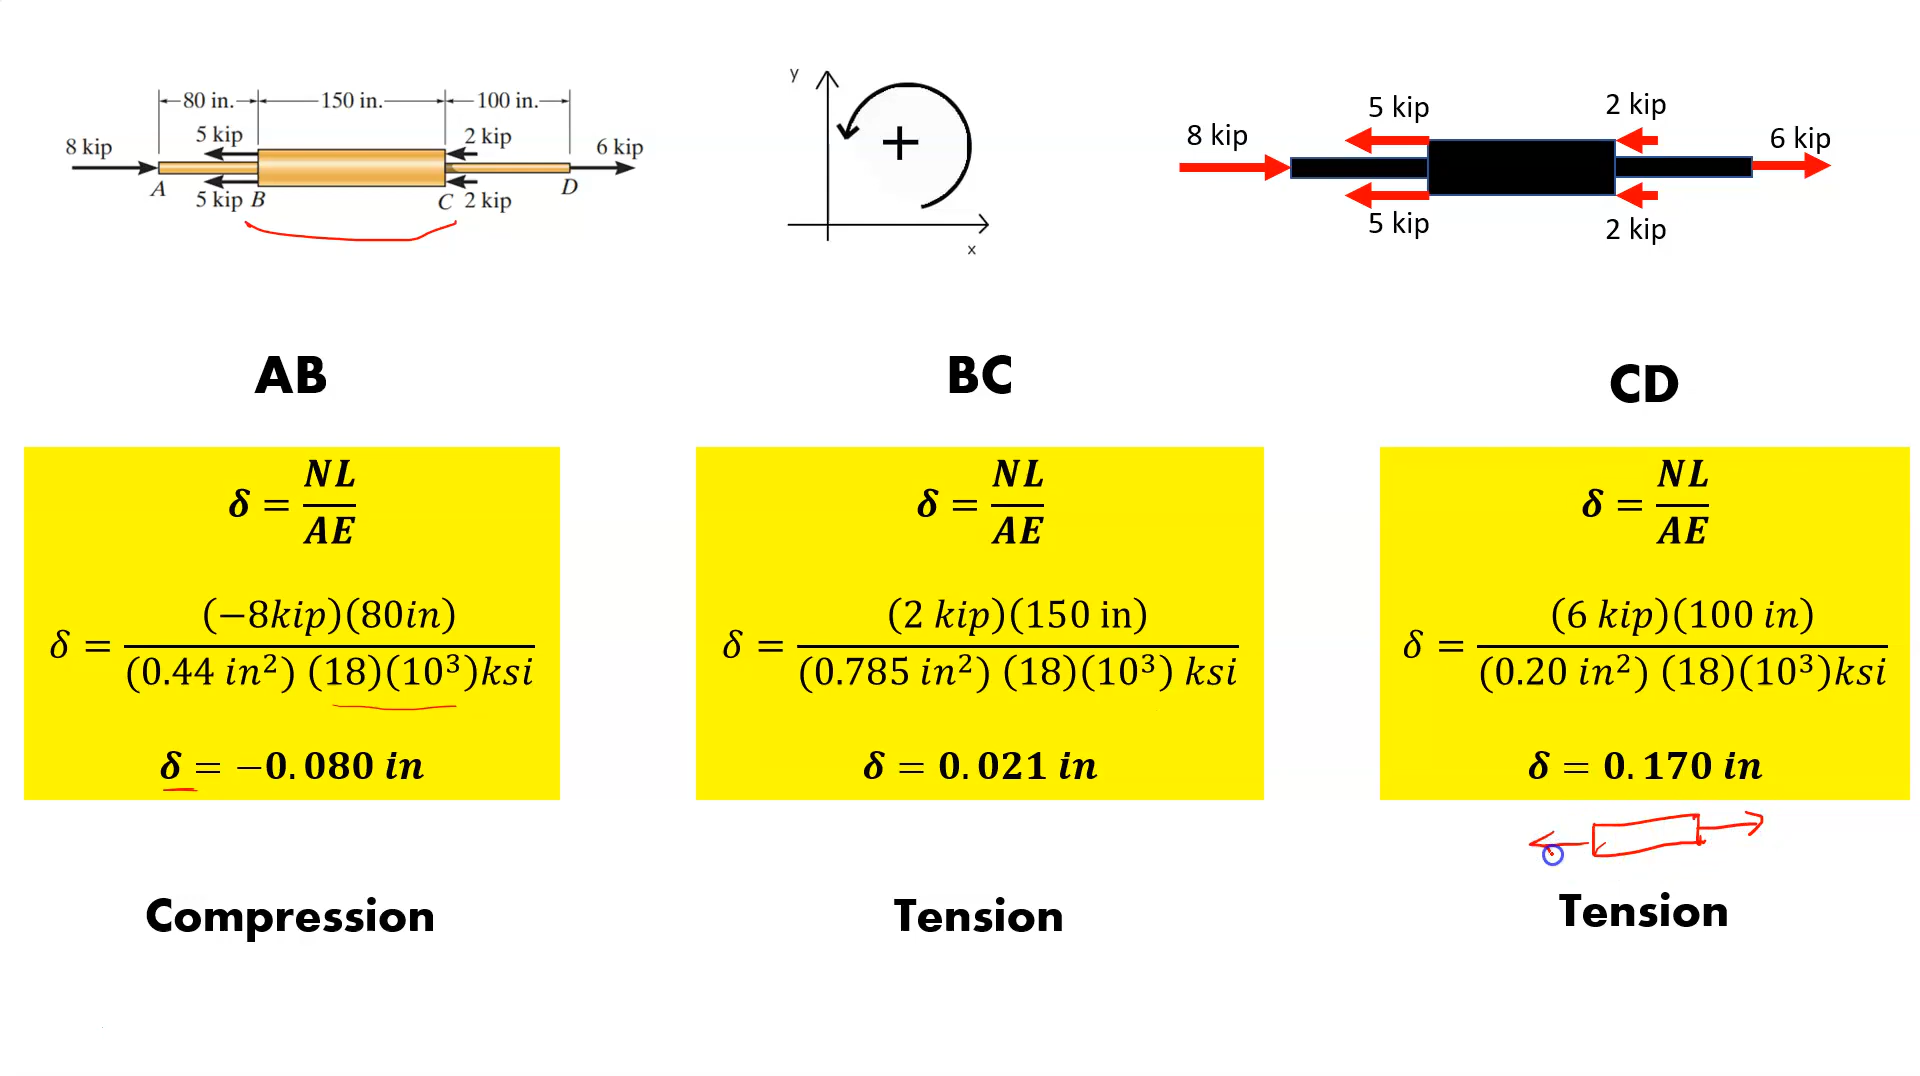 80 in.
150 in.
100 in.
8 kip
5 kip
2 kip
6 kip
A
5 kip
B
C
2 kip
D
y
+
x
8 kip
5 kip
2 kip
6 kip
5 kip
2 kip
AB
BC
CD
δ = NL/AE
δ = (−8kip)(80in)/(0.44 in²) (18)(10³)ksi
δ = −0.080 in
Compression
δ = NL/AE
δ = (2 kip)(150 in)/(0.785 in²) (18)(10³) ksi
δ = 0.021 in
Tension
δ = NL/AE
δ = (6 kip)(100 in)/(0.20 in²) (18)(10³)ksi
δ = 0.170 in
Tension